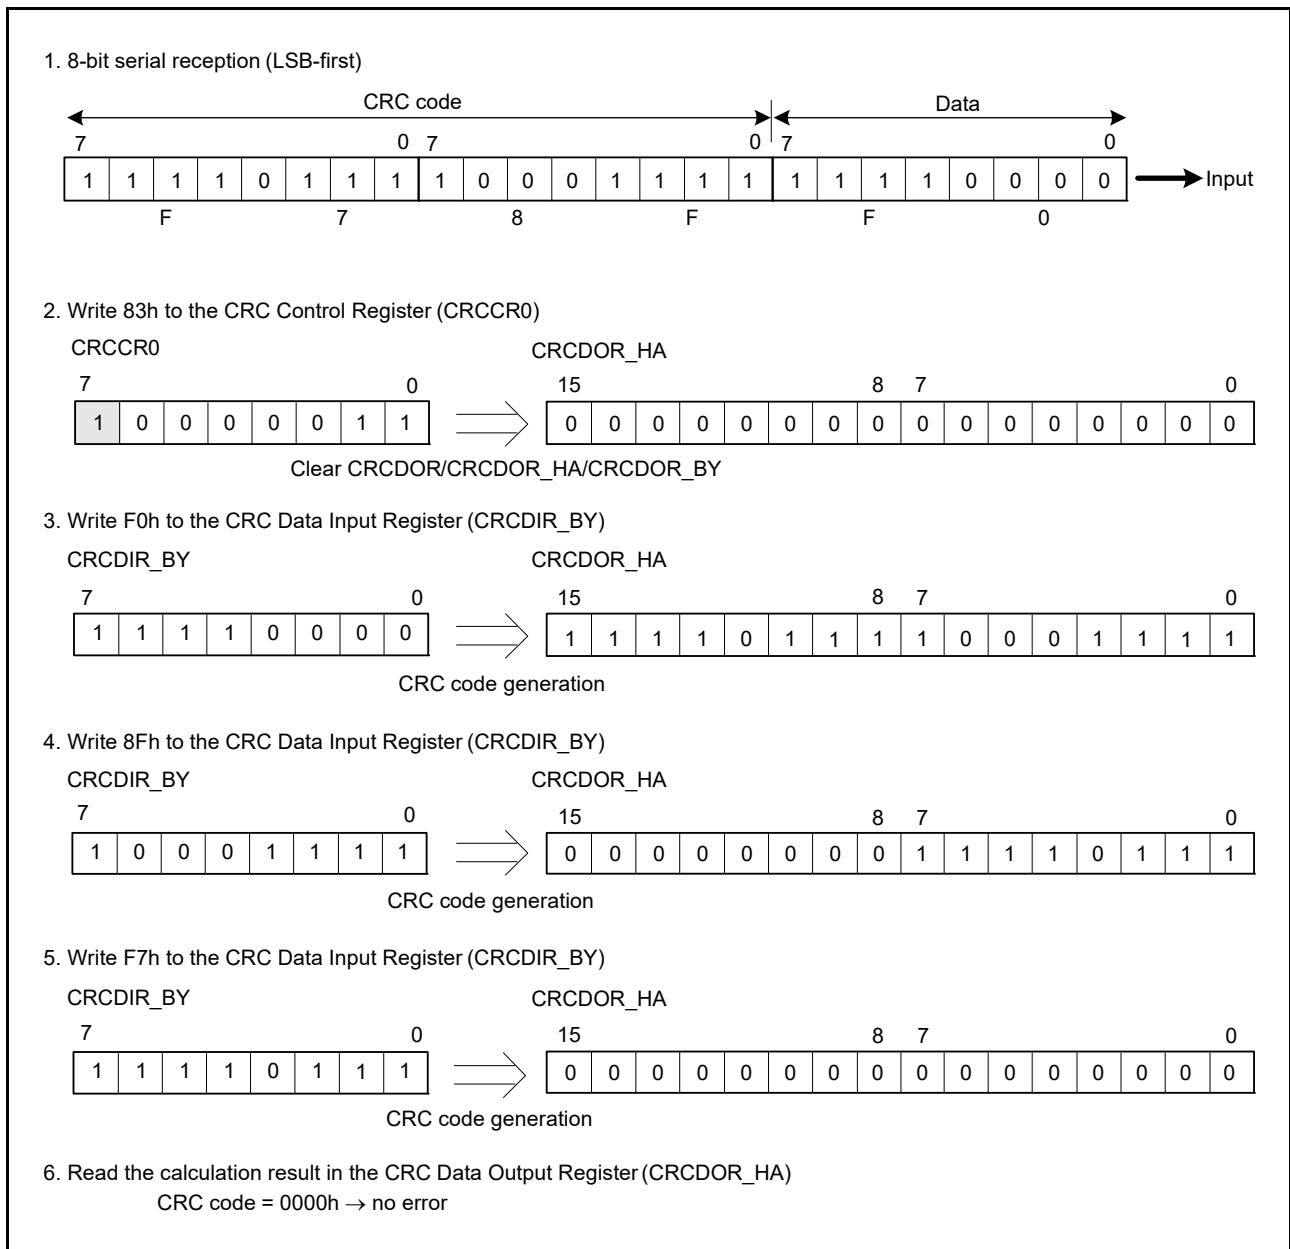 1. 8-bit serial reception (LSB-first)
CRC code Data
7 0 7 0 7 0
1 1 1 1 0 1 1 1 1 0 0 0 1 1 1 1 1 1 1 1 0 0 0 0 Input
F 7 8 F F 0
2. Write 83h to the CRC Control Register (CRCCR0)
CRCCR0 CRCDOR_HA
7 0 15 8 7 0
1 0 0 0 0 0 1 1 0 0 0 0 0 0 0 0 0 0 0 0 0 0 0 0
Clear CRCDOR/CRCDOR_HA/CRCDOR_BY
3. Write F0h to the CRC Data Input Register (CRCDIR_BY)
CRCDIR_BY CRCDOR_HA
7 0 15 8 7 0
1 1 1 1 0 0 0 0 1 1 1 1 0 1 1 1 1 0 0 0 1 1 1 1
CRC code generation
4. Write 8Fh to the CRC Data Input Register (CRCDIR_BY)
CRCDIR_BY CRCDOR_HA
7 0 15 8 7 0
1 0 0 0 1 1 1 1 0 0 0 0 0 0 0 0 1 1 1 1 0 1 1 1
CRC code generation
5. Write F7h to the CRC Data Input Register (CRCDIR_BY)
CRCDIR_BY CRCDOR_HA
7 0 15 8 7 0
1 1 1 1 0 1 1 1 0 0 0 0 0 0 0 0 0 0 0 0 0 0 0 0
CRC code generation
6. Read the calculation result in the CRC Data Output Register (CRCDOR_HA)
CRC code = 0000h → no error